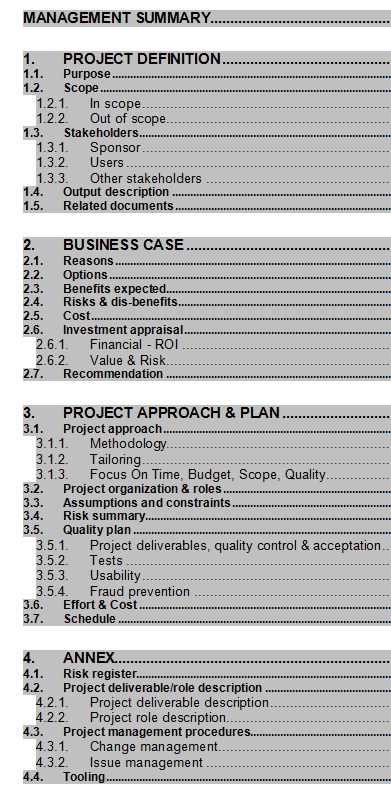 MANAGEMENT SUMMARY
1. PROJECT DEFINITION
1.1. Purpose
1.2. Scope
1.2.1. In scope
1.2.2. Out of scope
1.3. Stakeholders
1.3.1. Sponsor
1.3.2. Users
1.3.3. Other stakeholders
1.4. Output description
1.5. Related documents
2. BUSINESS CASE
2.1. Reasons
2.2. Options
2.3. Benefits expected
2.4. Risks & dis-benefits
2.5. Cost
2.6. Investment appraisal
2.6.1. Financial - ROI
2.6.2. Value & Risk
2.7. Recommendation
3. PROJECT APPROACH & PLAN
3.1. Project approach
3.1.1. Methodology
3.1.2. Tailoring
3.1.3. Focus On Time, Budget, Scope, Quality
3.2. Project organization & roles
3.3. Assumptions and constraints
3.4. Risk summary
3.5. Quality plan
3.5.1. Project deliverables, quality control & acceptation
3.5.2. Tests
3.5.3. Usability
3.5.4. Fraud prevention
3.6. Effort & Cost
3.7. Schedule
4. ANNEX
4.1. Risk register
4.2. Project deliverable/role description
4.2.1. Project deliverable description
4.2.2. Project role description
4.3. Project management procedures
4.3.1. Change management
4.3.2. Issue management
4.4. Tooling